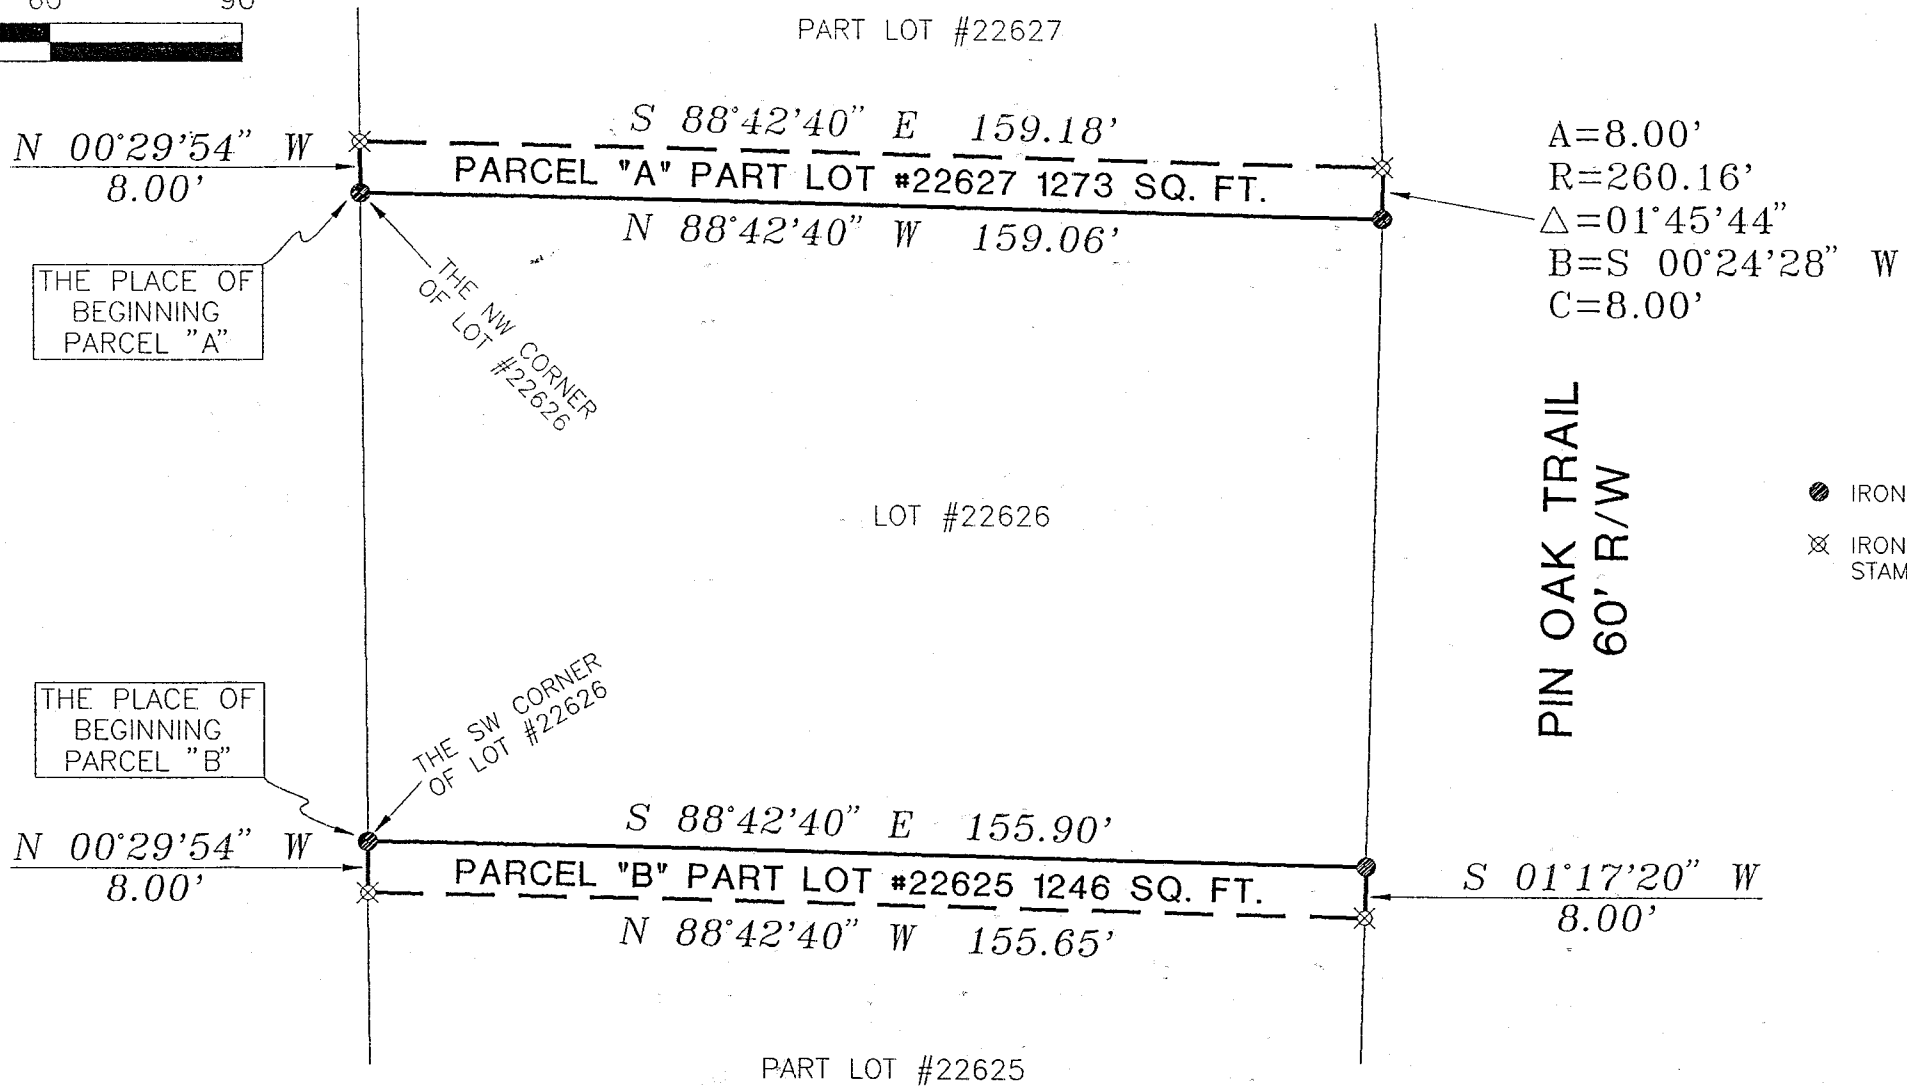 60 90
PART LOT #22627
S 88°42'40" E 159.18'
N 00°29'54" W
8.00'
PARCEL "A" PART LOT #22627 1273 SQ. FT.
N 88°42'40" W 159.06'
A=8.00'
R=260.16'
△=01°45'44"
B=S 00°24'28" W
C=8.00'
THE PLACE OF
BEGINNING
PARCEL "A"
THE NW CORNER
OF LOT #22626
LOT #22626
PIN OAK TRAIL
60' R/W
IRON
IRON
STAM
THE PLACE OF
BEGINNING
PARCEL "B"
THE SW CORNER
OF LOT #22626
S 88°42'40" E 155.90'
N 00°29'54" W
8.00'
PARCEL "B" PART LOT #22625 1246 SQ. FT.
N 88°42'40" W 155.65'
S 01°17'20" W
8.00'
PART LOT #22625